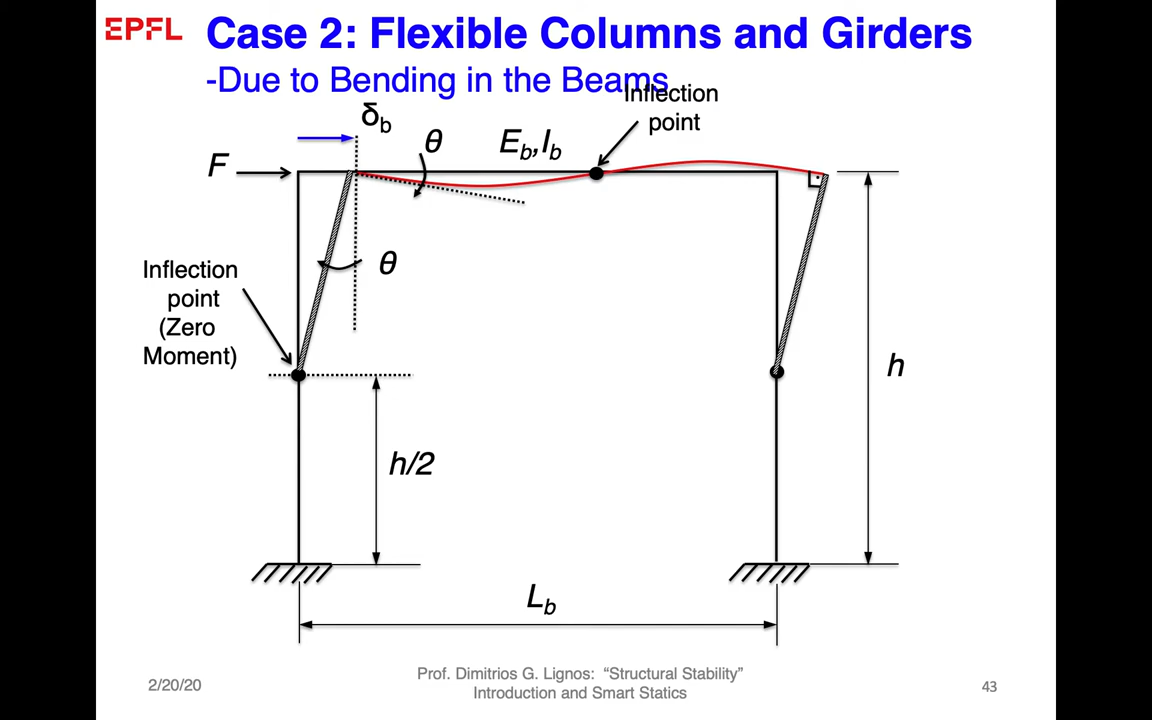 EPFL
Case 2: Flexible Columns and Girders
-Due to Bending in the Beams
Inflection
point
δb
θ
Eb,Ib
F
θ
Inflection
point
(Zero
Moment)
h
h/2
Lb
2/20/20
Prof. Dimitrios G. Lignos: “Structural Stability”
Introduction and Smart Statics
43